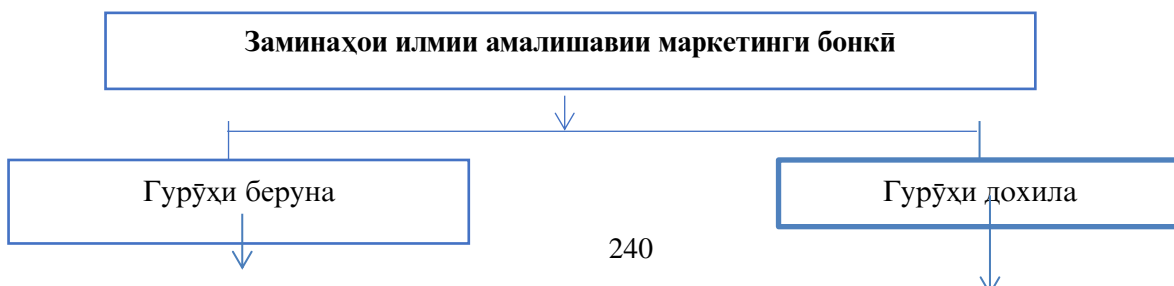 Заминаҳои илмии амалишавии маркетинги бонкӣ
Гурӯҳи беруна
Гурӯҳи дохила
240